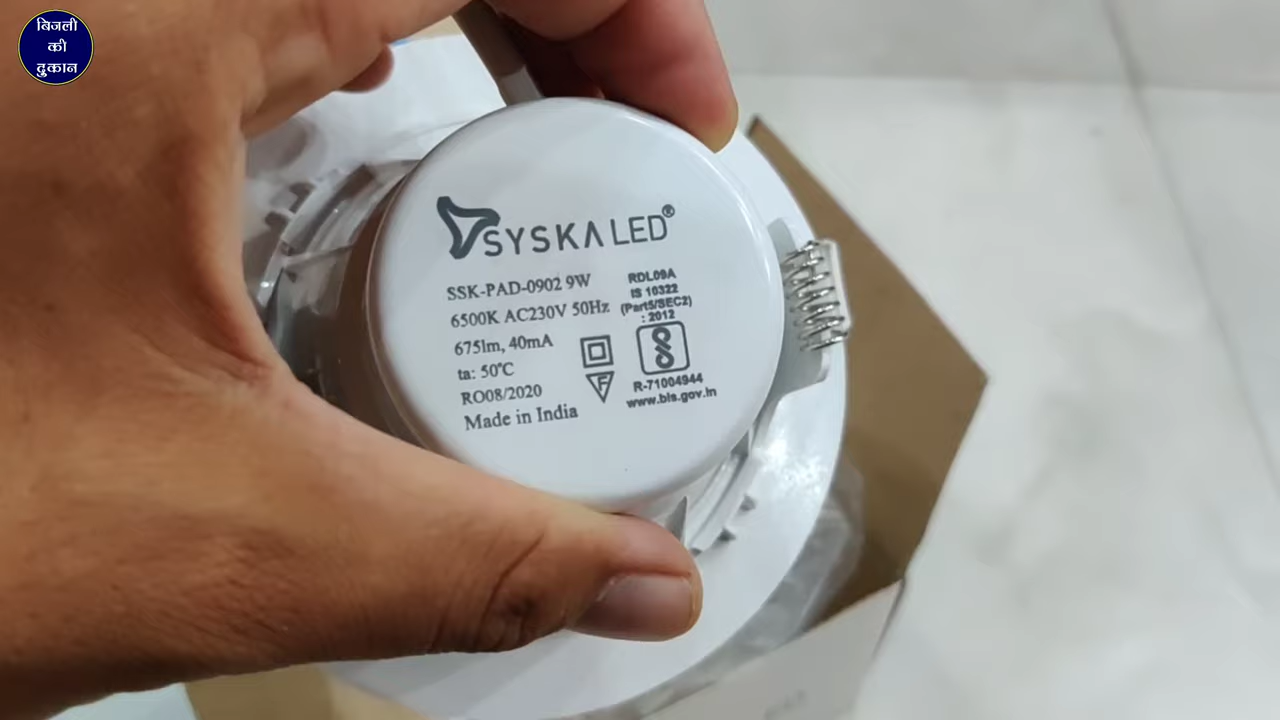 बिजली
की
दुकान
SYSKA LED®
SSK-PAD-0902 9W
6500K AC230V 50Hz
675lm, 40mA
ta: 50°C
RO08/2020
Made in India
RDL09A
IS 10322
(Part5/SEC2)
: 2012
F
R-71004944
www.bis.gov.in